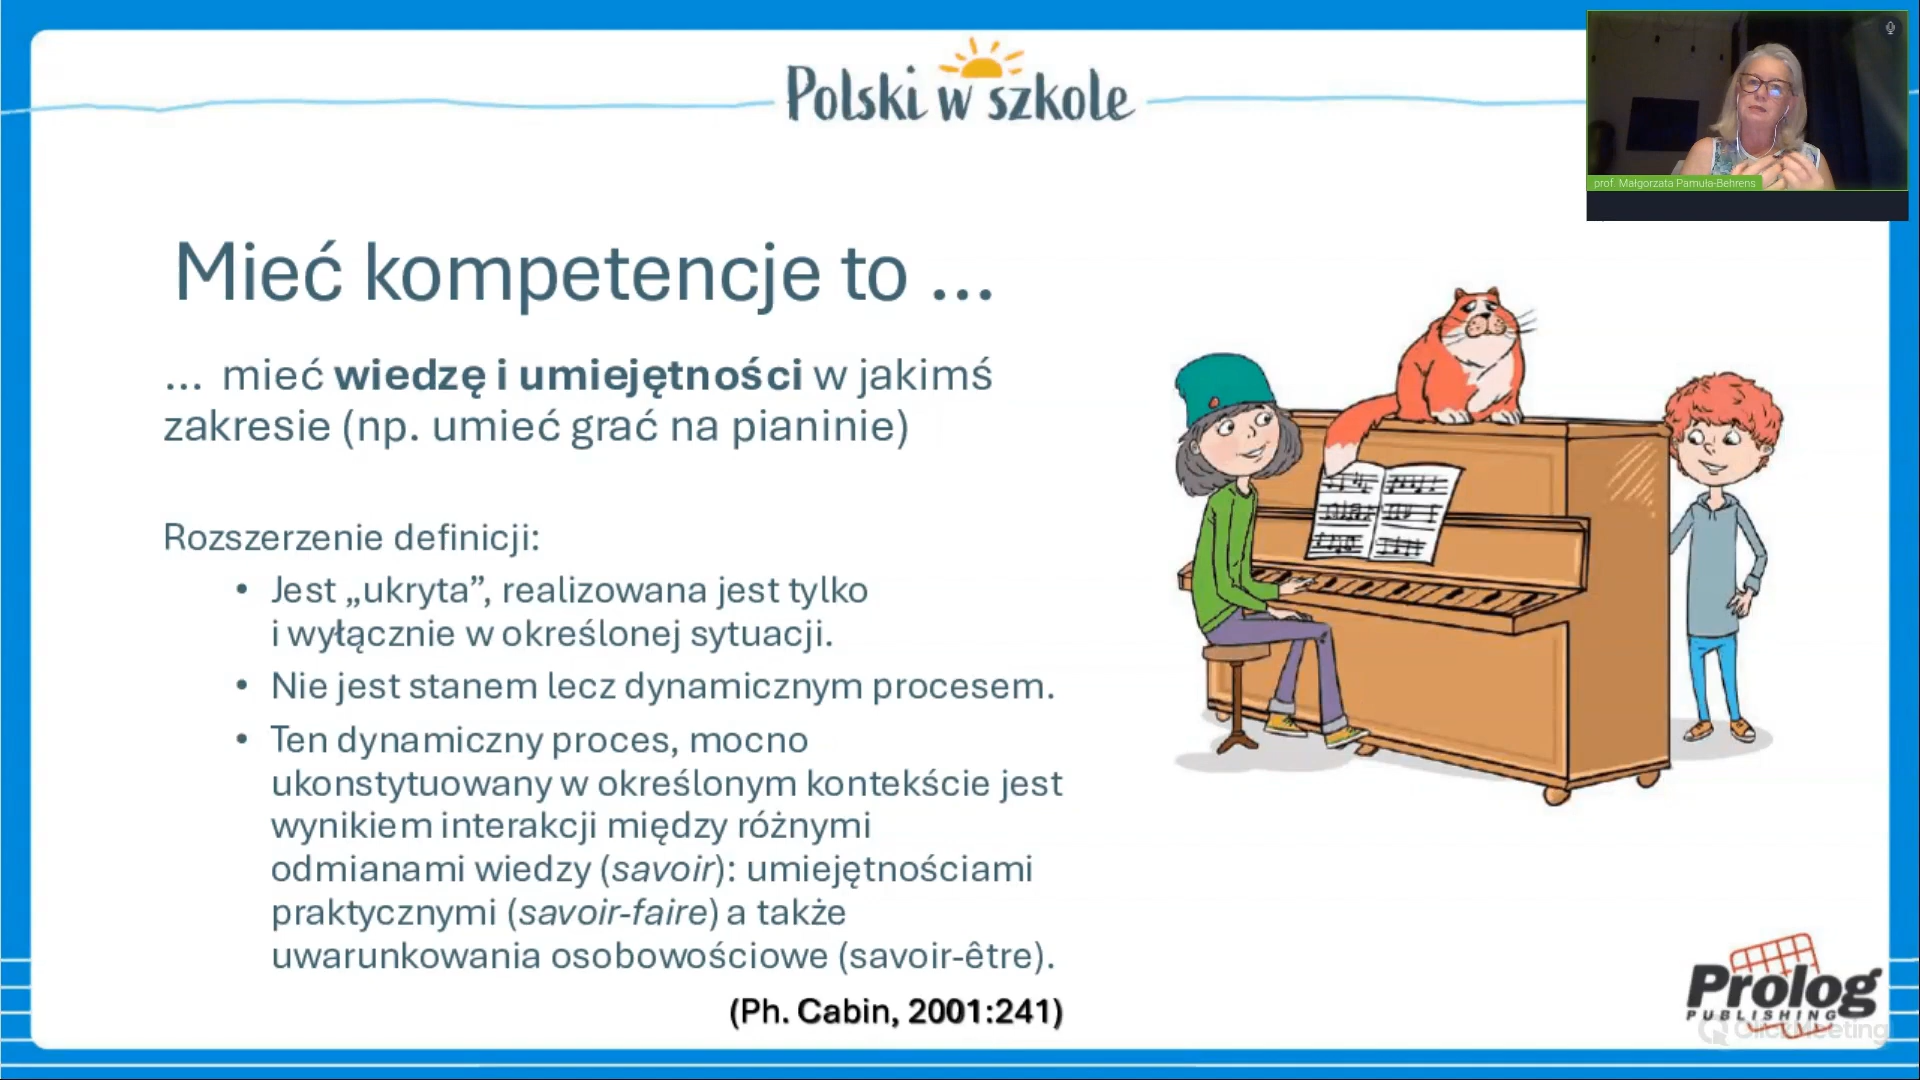 Polski w szkole
prof. Małgorzata Pamuła-Behrens
Mieć kompetencje to ...
... mieć wiedzę i umiejętności w jakimś
zakresie (np. umieć grać na pianinie)
Rozszerzenie definicji:
• Jest „ukryta”, realizowana jest tylko
i wyłącznie w określonej sytuacji.
• Nie jest stanem lecz dynamicznym procesem.
• Ten dynamiczny proces, mocno
ukonstytuowany w określonym kontekście jest
wynikiem interakcji między różnymi
odmianami wiedzy (savoir): umiejętnościami
praktycznymi (savoir-faire) a także
uwarunkowania osobowościowe (savoir-être).
(Ph. Cabin, 2001:241)
Prolog
PUBLISHING
ClickMeeting